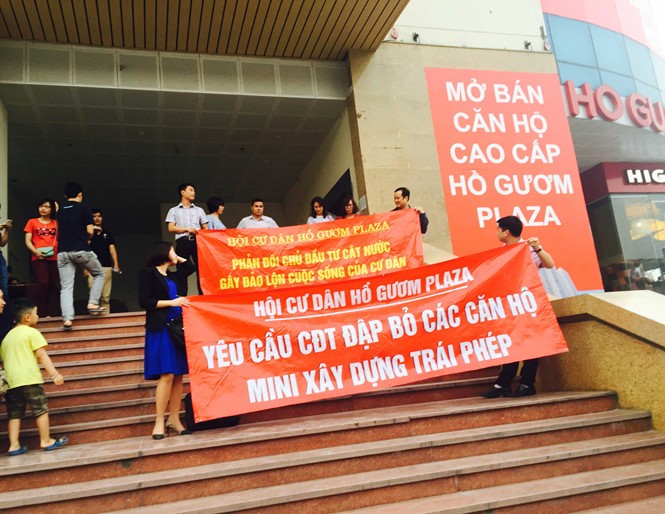 MỞ BÁN
CĂN HỘ
CAO CẤP
HỒ GƯƠM
PLAZA
HO GƯ
HIG
HỘI CƯ DÂN HỒ GƯƠM PLAZA
PHẢN ĐỐI CHỦ ĐẦU TƯ CẮT NƯỚC
GÂY ĐẢO LỘN CUỘC SỐNG CỦA CƯ DÂN
HỘI CƯ DÂN HỒ GƯƠM PLAZA
YÊU CẦU CĐT ĐẬP BỎ CÁC CĂN HỘ
MINI XÂY DỰNG TRÁI PHÉP